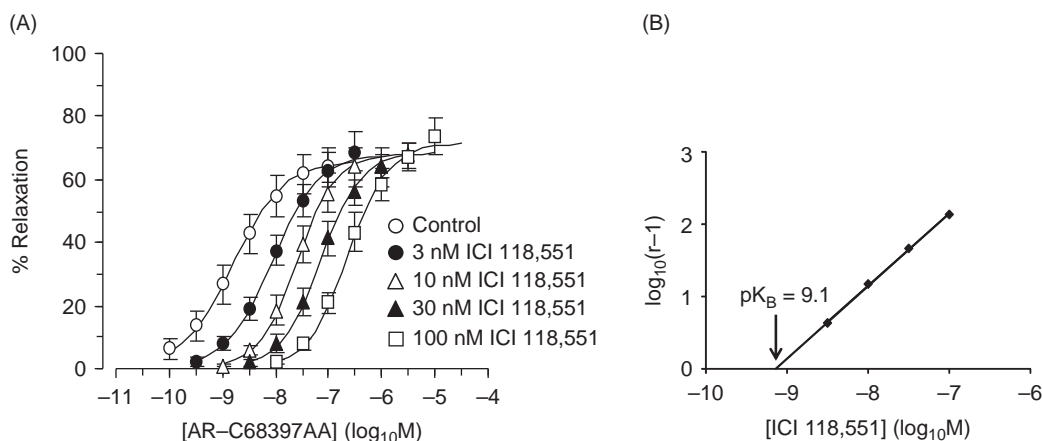 (A)
100
80
60
40
20
0
% Relaxation
–11
–10
–9
–8
–7
–6
–5
–4
[AR–C68397AA] (log₁₀M)
Control
3 nM ICI 118,551
10 nM ICI 118,551
30 nM ICI 118,551
100 nM ICI 118,551
(B)
3
2
1
0
log₁₀(r–1)
pK_B = 9.1
–10
–9
–8
–7
–6
[ICI 118,551] (log₁₀M)